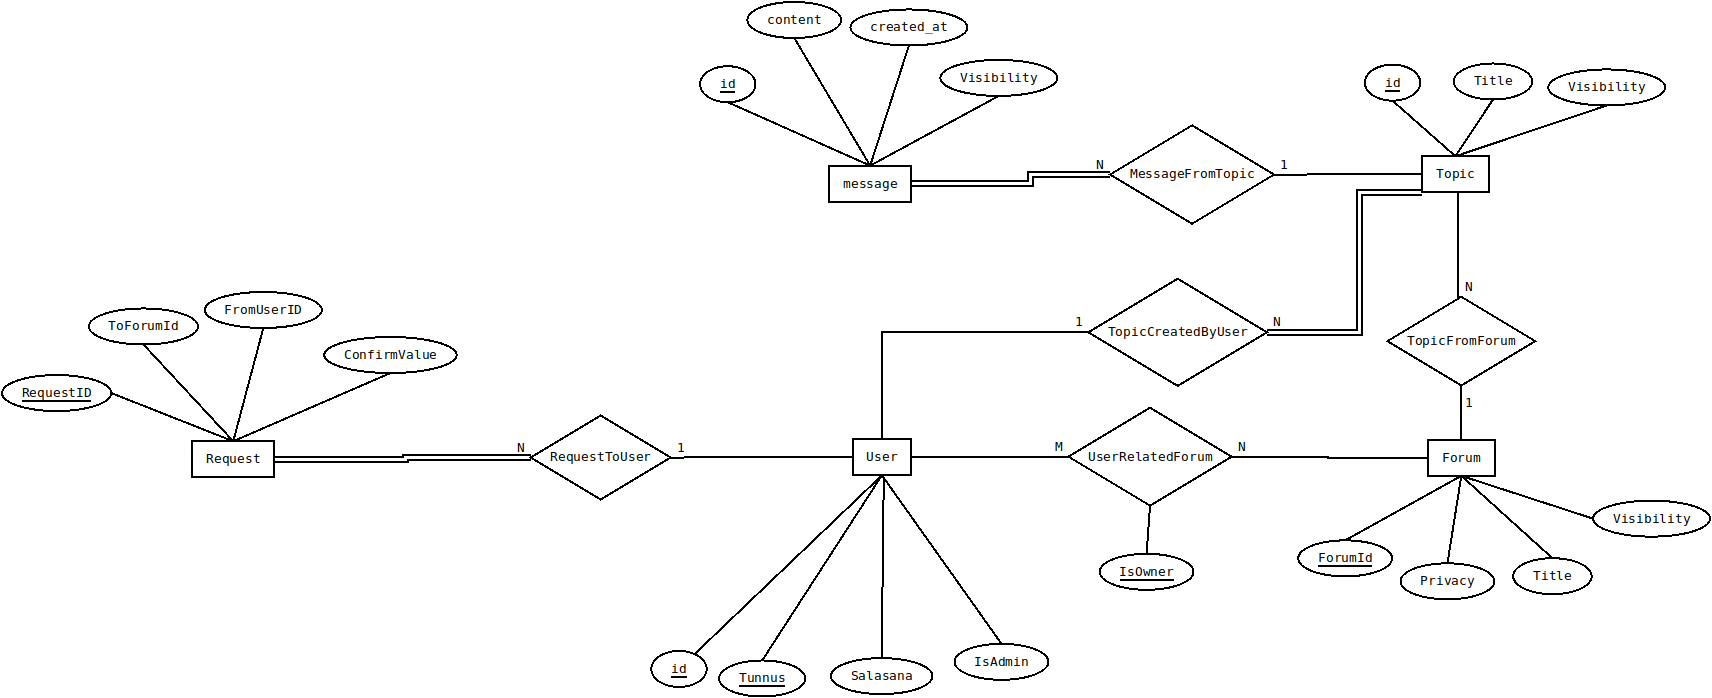 content
created_at
id
Visibility
id
Title
Visibility
N
MessageFromTopic
1
message
Topic
ToForumId
FromUserID
ConfirmValue
RequestID
1
TopicCreatedByUser
N
N
TopicFromForum
1
Request
N
RequestToUser
1
User
M
UserRelatedForum
N
Forum
IsOwner
ForumId
Privacy
Title
Visibility
id
Tunnus
Salasana
IsAdmin